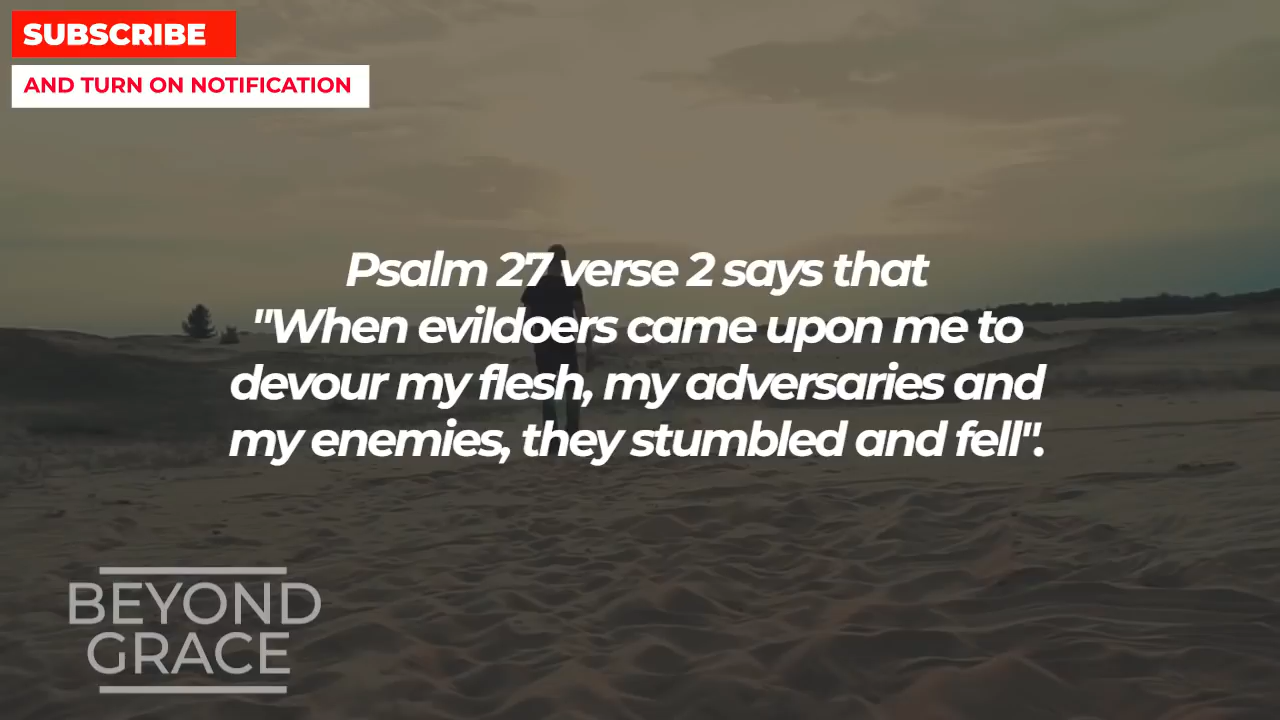 SUBSCRIBE
AND TURN ON NOTIFICATION
Psalm 27 verse 2 says that
"When evildoers came upon me to
devour my flesh, my adversaries and
my enemies, they stumbled and fell".
BEYOND
GRACE